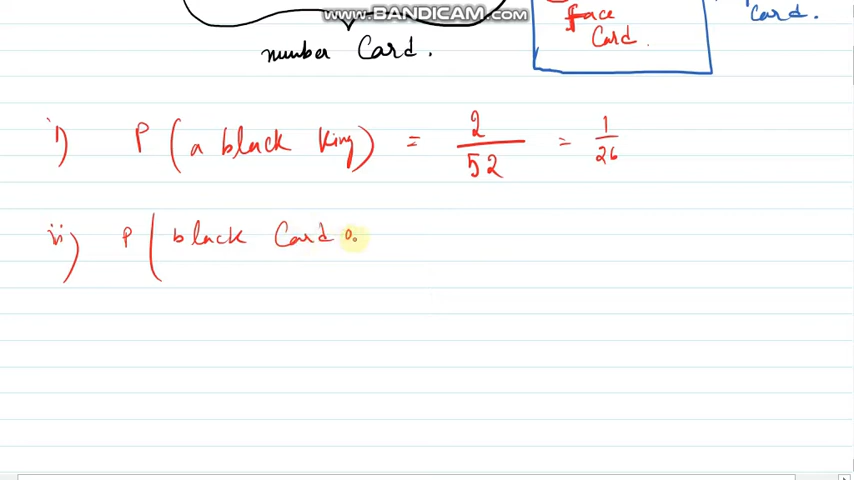 www.BANDICAM.com
number Card.
face
Card.
Card.
i) P (a black King) = 2/52 = 1/26
ii) P ( black Card o